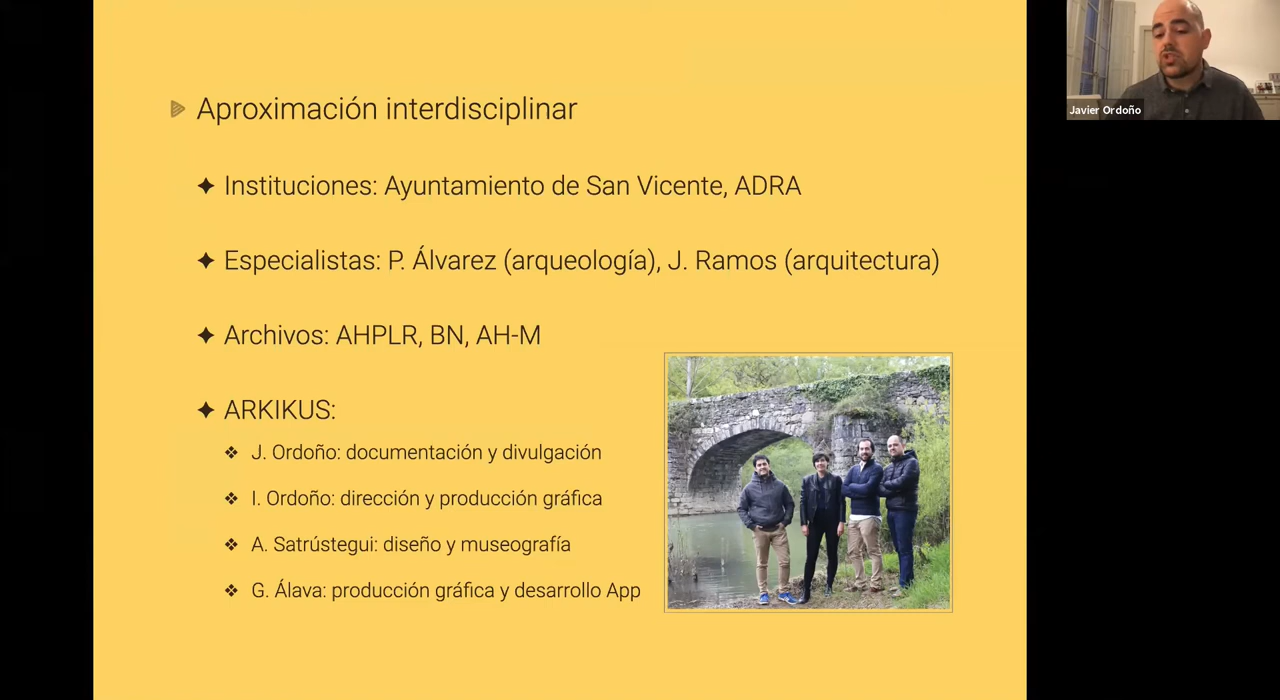 Aproximación interdisciplinar
Instituciones: Ayuntamiento de San Vicente, ADRA
Especialistas: P. Álvarez (arqueología), J. Ramos (arquitectura)
Archivos: AHPLR, BN, AH-M
ARKIKUS:
J. Ordoño: documentación y divulgación
I. Ordoño: dirección y producción gráfica
A. Satrústegui: diseño y museografía
G. Álava: producción gráfica y desarrollo App
Javier Ordoño